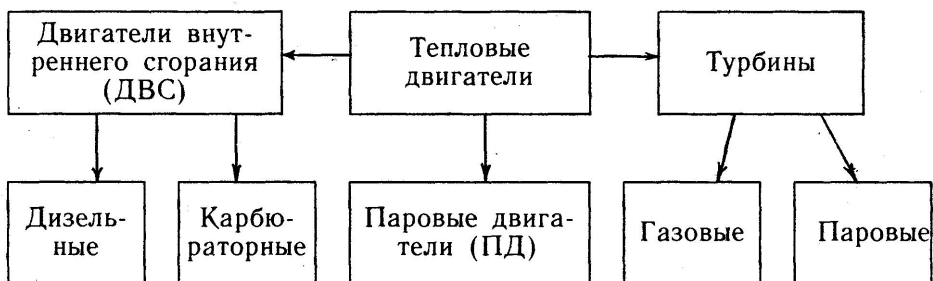 Двигатели внут-
реннего сгорания
(ДВС)
Тепловые
двигатели
Турбины
Дизель-
ные
Карбю-
раторные
Паровые двига-
тели (ПД)
Газовые
Паровые